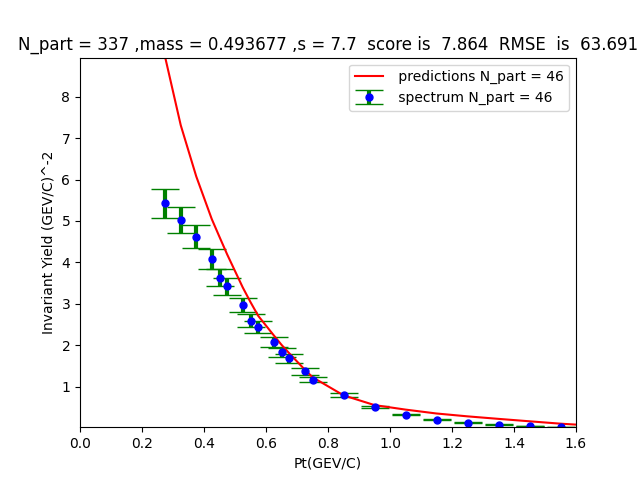 N_part = 337 ,mass = 0.493677 ,s = 7.7  score is  7.864  RMSE  is  63.691
predictions N_part = 46
spectrum N_part = 46
Invariant Yield (GEV/C)^-2
8
7
6
5
4
3
2
1
0.0 0.2 0.4 0.6 0.8 1.0 1.2 1.4 1.6
Pt(GEV/C)